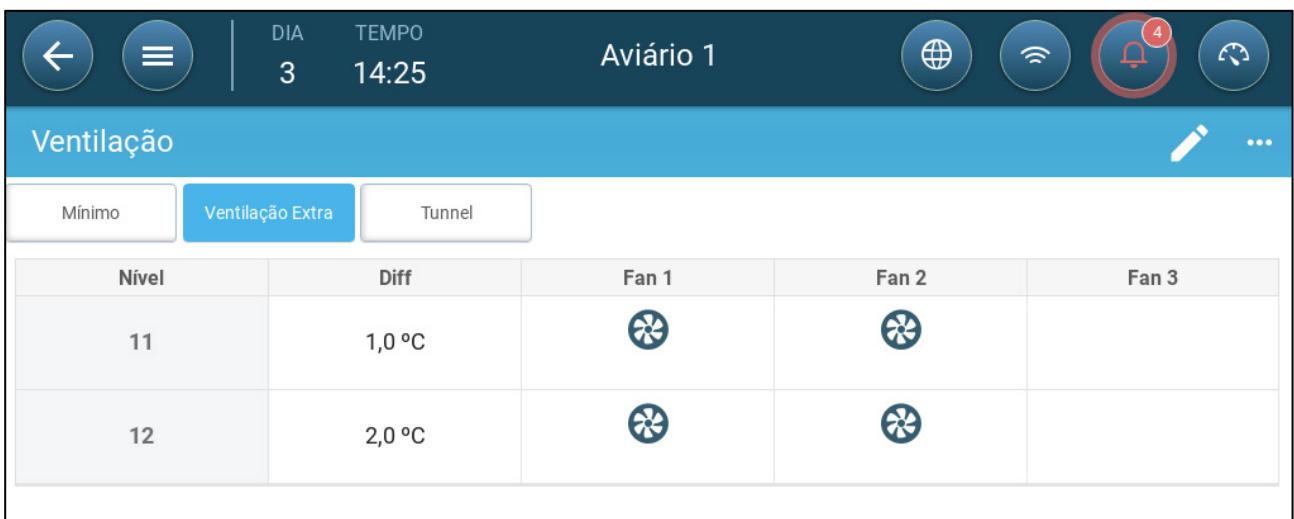 DIA TEMPO
3 14:25 Aviário 1 4
Ventilação
Mínimo Ventilação Extra Tunnel
Nível Diff Fan 1 Fan 2 Fan 3
11 1,0 ºC
12 2,0 ºC